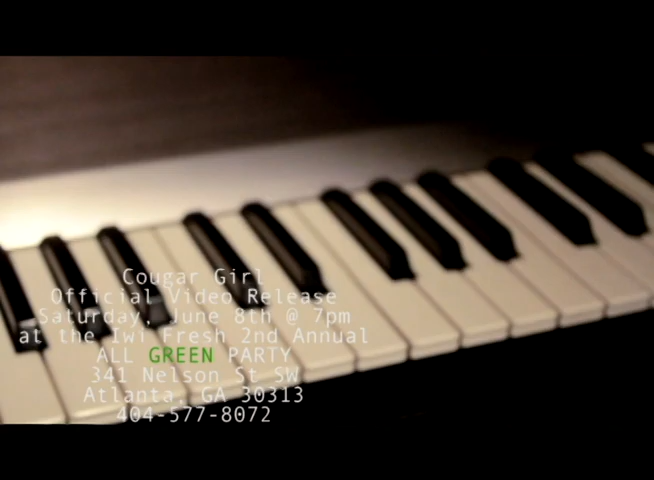 Cougar Girl
Official Video Release
Saturday, June 8th @ 7pm
at the Iwi Fresh 2nd Annual
ALL GREEN PARTY
341 Nelson St SW
Atlanta, GA 30313
404-577-8072